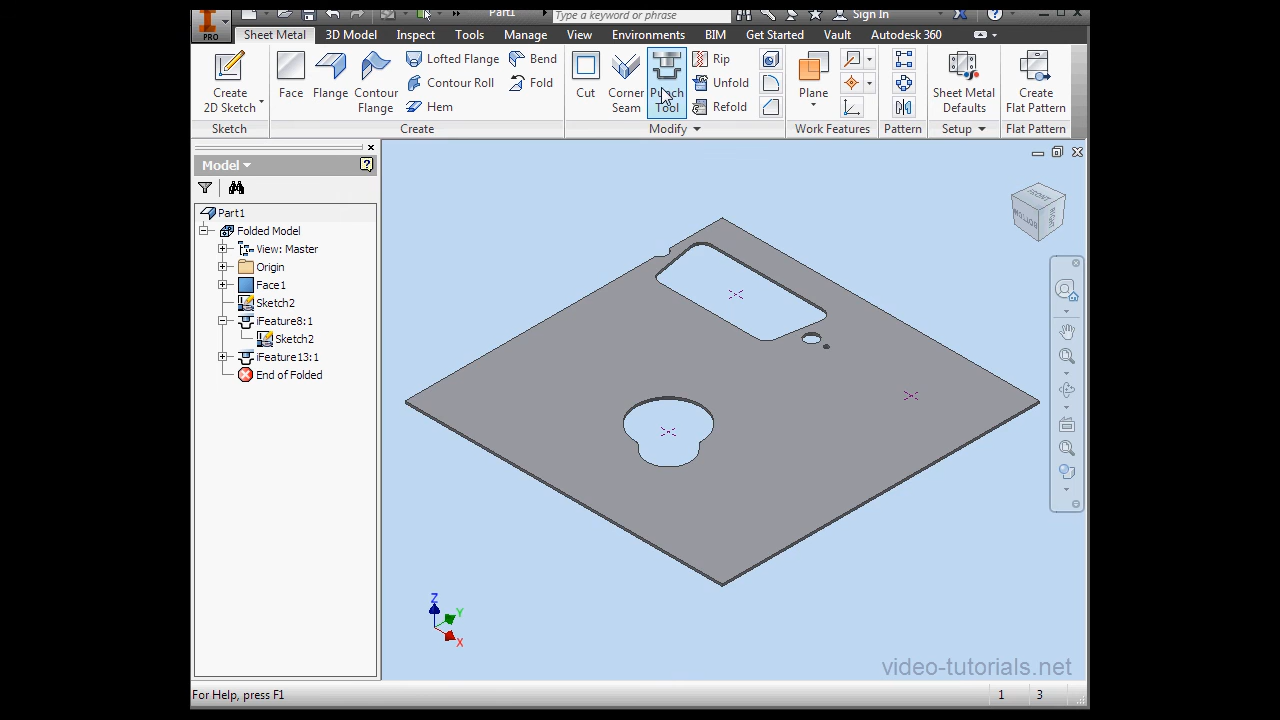 PRO
Part1
Type a keyword or phrase
Sign In
Sheet Metal 3D Model Inspect Tools Manage View Environments BIM Get Started Vault Autodesk 360
Create 2D Sketch
Face
Flange
Contour Flange
Lofted Flange
Contour Roll
Hem
Bend
Fold
Cut
Corner Seam
Punch Tool
Rip
Unfold
Refold
Plane
Sheet Metal Defaults
Create Flat Pattern
Sketch
Create
Modify
Work Features
Pattern
Setup
Flat Pattern
Model
Part1
Folded Model
View: Master
Origin
Face1
Sketch2
iFeature8:1
Sketch2
iFeature13:1
End of Folded
FRONT
BOTTOM
Z
Y
X
video-tutorials.net
For Help, press F1
1
3